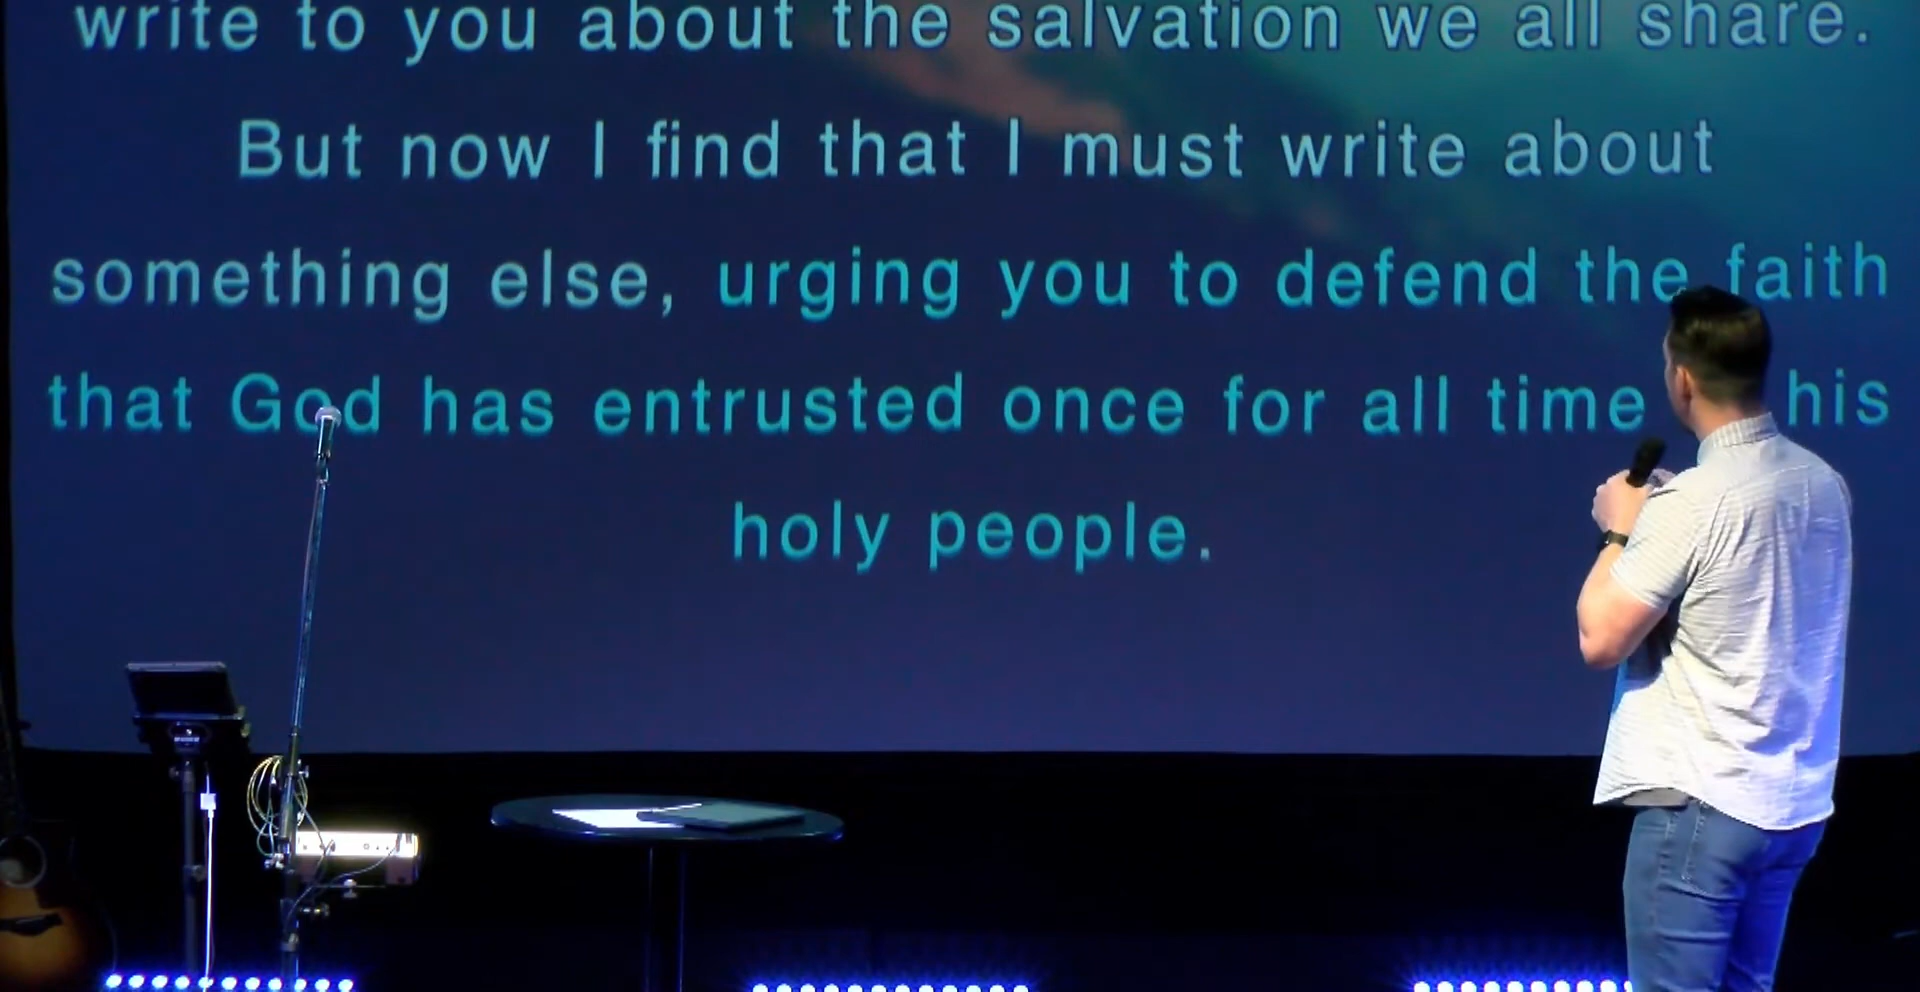 write to you about the salvation we all share.
But now I find that I must write about
something else, urging you to defend the faith
that God has entrusted once for all time his
holy people.